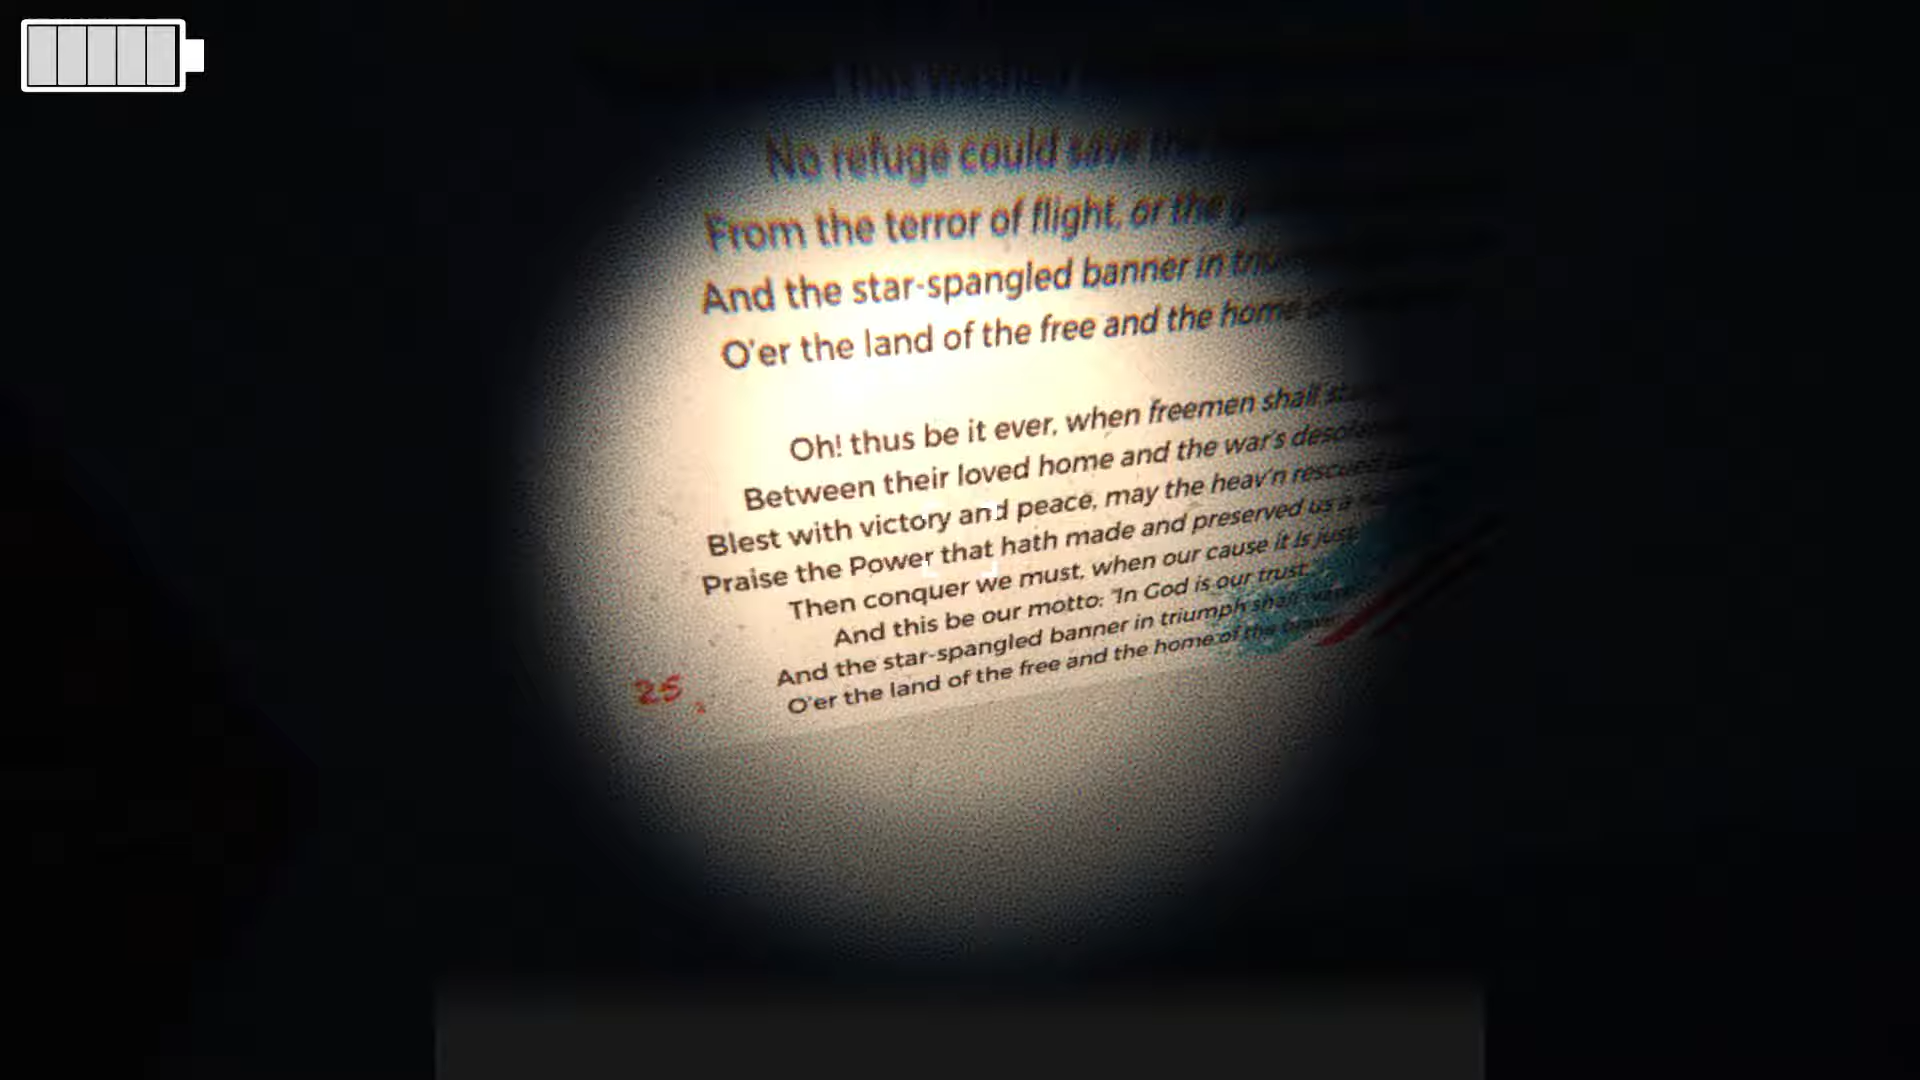 No refuge could save the
From the terror of flight, or the
And the star-spangled banner in
O'er the land of the free and the home of
Oh! thus be it ever, when freemen shall
Between their loved home and the war's
Blest with victory and peace, may the heav'n rescued
Praise the Power that hath made and preserved us a
Then conquer we must, when our cause it is just
And this be our motto: "In God is our trust."
And the star-spangled banner in triumph shall wave
O'er the land of the free and the home of the brave
25